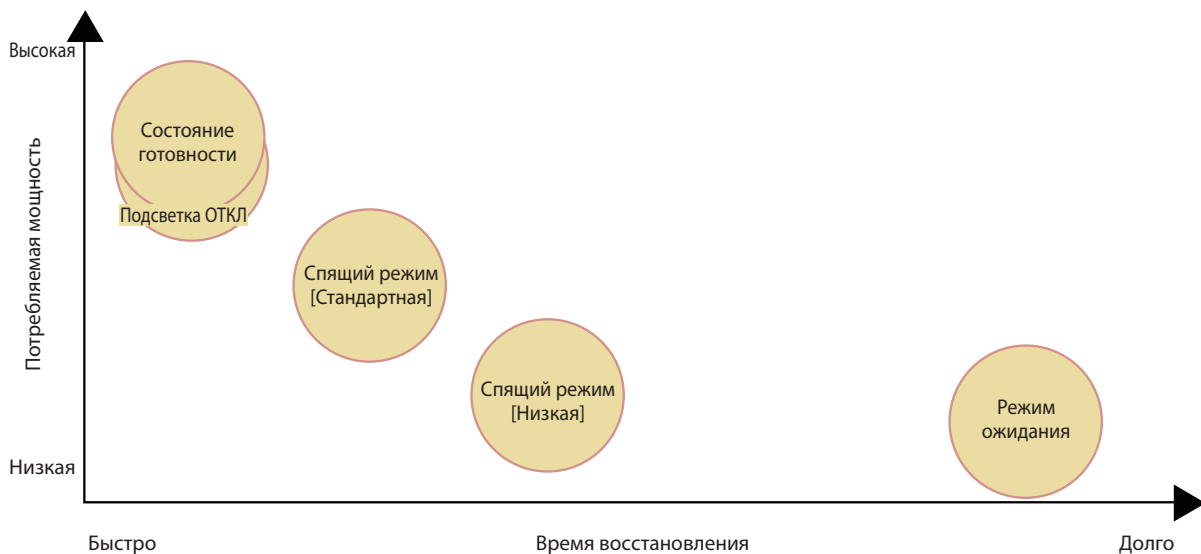 Высокая
Потребляемая мощность
Низкая
Состояние
готовности
Подсветка ОТКЛ
Спящий режим
[Стандартная]
Спящий режим
[Низкая]
Режим
ожидания
Быстро
Время восстановления
Долго